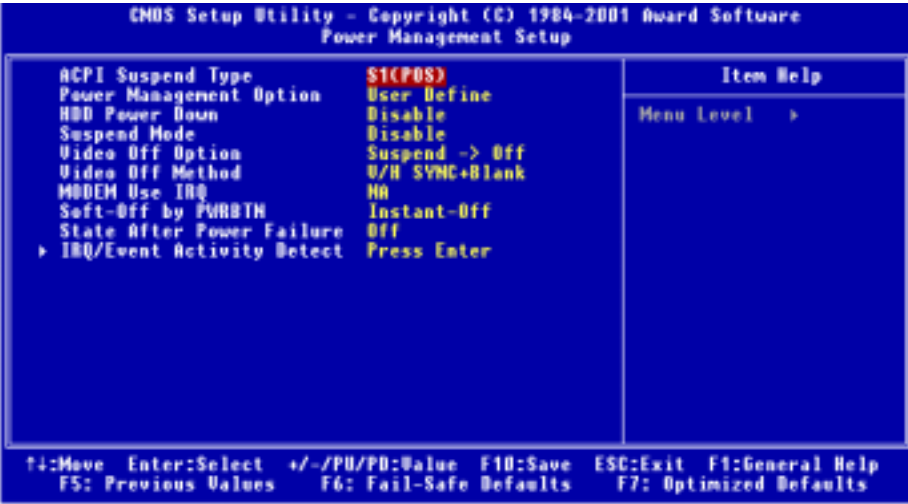 CMOS Setup Utility - Copyright (C) 1984-2001 Award Software
Power Management Setup
ACPI Suspend Type S1(POS)
Power Management Option User Define
HDD Power Down Disable
Suspend Mode Disable
Video Off Option Suspend -> Off
Video Off Method V/H SYNC+Blank
MODEM Use IRQ NA
Soft-Off by PWRBTN Instant-Off
State After Power Failure Off
▸ IRQ/Event Activity Detect Press Enter
Item Help
Menu Level ▸
↑↓:Move Enter:Select +/-/PU/PD:Value F10:Save ESC:Exit F1:General Help
F5: Previous Values F6: Fail-Safe Defaults F7: Optimized Defaults